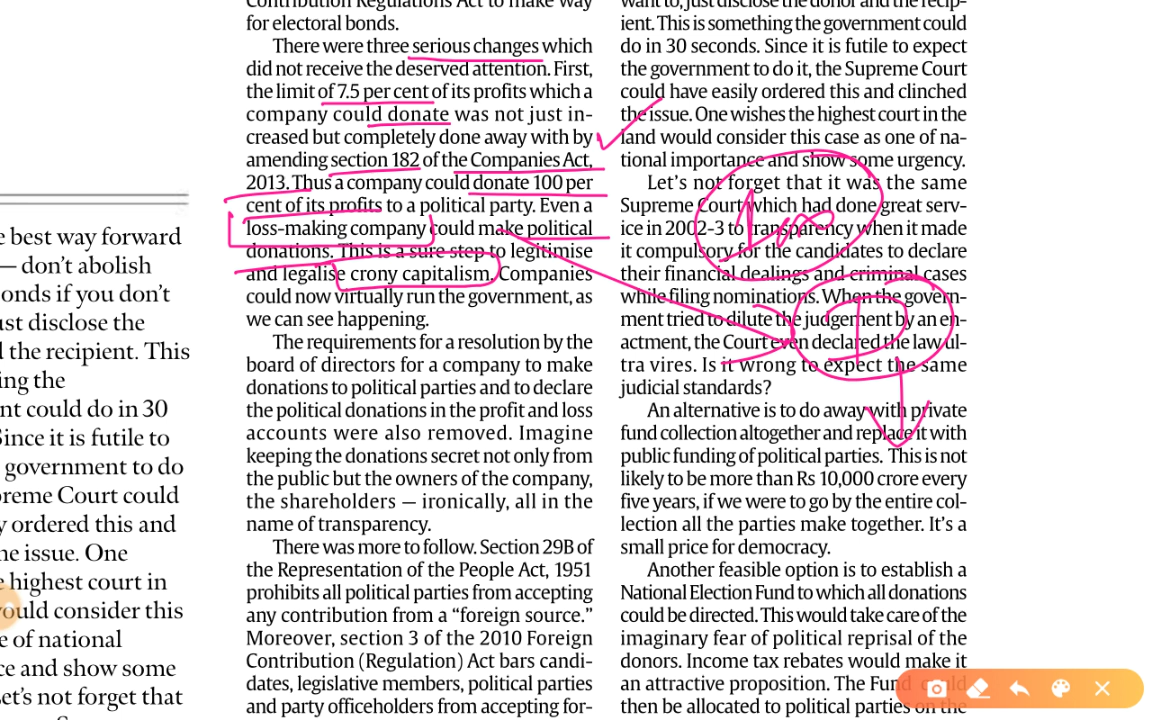 e best way forward
— don't abolish
onds if you don't
ust disclose the
l the recipient. This
ing the
nt could do in 30
Since it is futile to
government to do
preme Court could
y ordered this and
he issue. One
e highest court in
would consider this
e of national
ce and show some
et's not forget that
Contribution Regulations Act to make way
for electoral bonds.
There were three serious changes which
did not receive the deserved attention. First,
the limit of 7.5 per cent of its profits which a
company could donate was not just in-
creased but completely done away with by
amending section 182 of the Companies Act,
2013. Thus a company could donate 100 per
cent of its profits to a political party. Even a
loss-making company could make political
donations. This is a sure step to legitimise
and legalise crony capitalism. Companies
could now virtually run the government, as
we can see happening.
The requirements for a resolution by the
board of directors for a company to make
donations to political parties and to declare
the political donations in the profit and loss
accounts were also removed. Imagine
keeping the donations secret not only from
the public but the owners of the company,
the shareholders — ironically, all in the
name of transparency.
There was more to follow. Section 29B of
the Representation of the People Act, 1951
prohibits all political parties from accepting
any contribution from a “foreign source.”
Moreover, section 3 of the 2010 Foreign
Contribution (Regulation) Act bars candi-
dates, legislative members, political parties
and party officeholders from accepting for-
want to, just disclose the donor and the recip-
ient. This is something the government could
do in 30 seconds. Since it is futile to expect
the government to do it, the Supreme Court
could have easily ordered this and clinched
the issue. One wishes the highest court in the
land would consider this case as one of na-
tional importance and show some urgency.
Let's not forget that it was the same
Supreme Court which had done great serv-
ice in 2002-3 to transparency when it made
it compulsory for the candidates to declare
their financial dealings and criminal cases
while filing nominations. When the govern-
ment tried to dilute the judgement by an en-
actment, the Court even declared the law ul-
tra vires. Is it wrong to expect the same
judicial standards?
An alternative is to do away with private
fund collection altogether and replace it with
public funding of political parties. This is not
likely to be more than Rs 10,000 crore every
five years, if we were to go by the entire col-
lection all the parties make together. It's a
small price for democracy.
Another feasible option is to establish a
National Election Fund to which all donations
could be directed. This would take care of the
imaginary fear of political reprisal of the
donors. Income tax rebates would make it
an attractive proposition. The Fund could
then be allocated to political parties on the